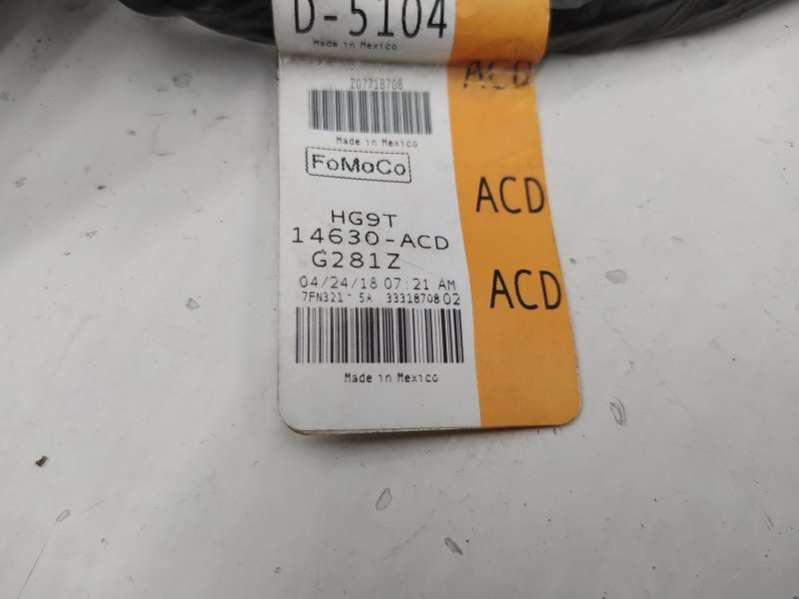 D-5104
Made in Mexico
ACD
Z07718708
Made in Mexico
FoMoCo
HG9T
14630-ACD
G281Z
ACD
04/24/18 07:21 AM
7FN321 5A 3331870802
ACD
Made in Mexico